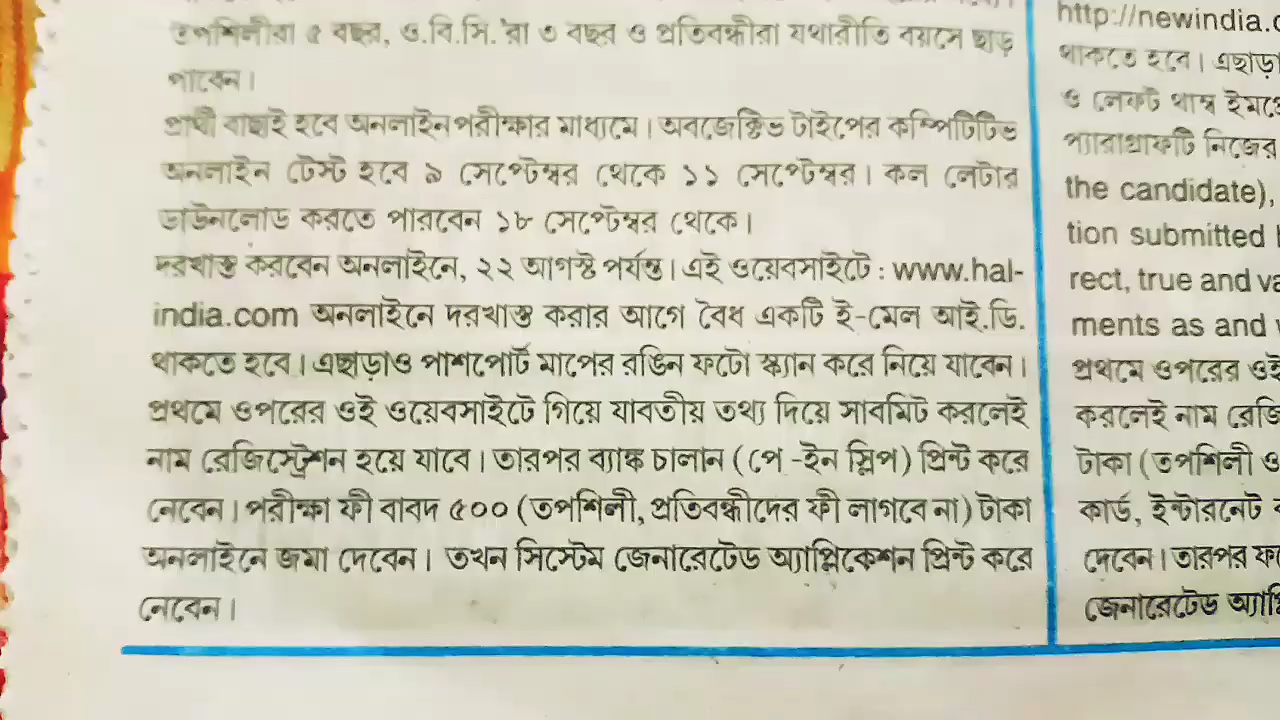 তপশিলীরা ৫ বছর, ও.বি.সি.'রা ৩ বছর ও প্রতিবন্ধীরা যথারীতি বয়সে ছাড়
পাবেন।
প্রার্থী বাছাই হবে অনলাইন পরীক্ষার মাধ্যমে। অবজেক্টিভ টাইপের কম্পিটিটিভ
অনলাইন টেস্ট হবে ৯ সেপ্টেম্বর থেকে ১১ সেপ্টেম্বর। কল লেটার
ডাউনলোড করতে পারবেন ১৮ সেপ্টেম্বর থেকে।
দরখাস্ত করবেন অনলাইনে, ২২ আগস্ট পর্যন্ত। এই ওয়েবসাইটে : www.hal-
india.com অনলাইনে দরখাস্ত করার আগে বৈধ একটি ই-মেল আই.ডি.
থাকতে হবে। এছাড়াও পাশপোর্ট মাপের রঙিন ফটো স্ক্যান করে নিয়ে যাবেন।
প্রথমে ওপরের ওই ওয়েবসাইটে গিয়ে যাবতীয় তথ্য দিয়ে সাবমিট করলেই
নাম রেজিস্ট্রেশন হয়ে যাবে। তারপর ব্যাঙ্ক চালান (পে -ইন স্লিপ) প্রিন্ট করে
নেবেন। পরীক্ষা ফী বাবদ ৫০০ (তপশিলী, প্রতিবন্ধীদের ফী লাগবে না) টাকা
অনলাইনে জমা দেবেন। তখন সিস্টেম জেনারেটেড অ্যাপ্লিকেশন প্রিন্ট করে
নেবেন।
http://newindia.c
থাকতে হবে। এছাড়া
ও লেফট থাম্ব
প্যারাগ্রাফটি নিজের
the candidate),
tion submitted
rect, true and va
ments as and
প্রথমে ওপরের ওই
করলেই নাম রেজি
টাকা (তপশিলী ও
কার্ড, ইন্টারনেট
দেবেন। তারপর ফ
জেনারেটেড অ্যাপ্লি